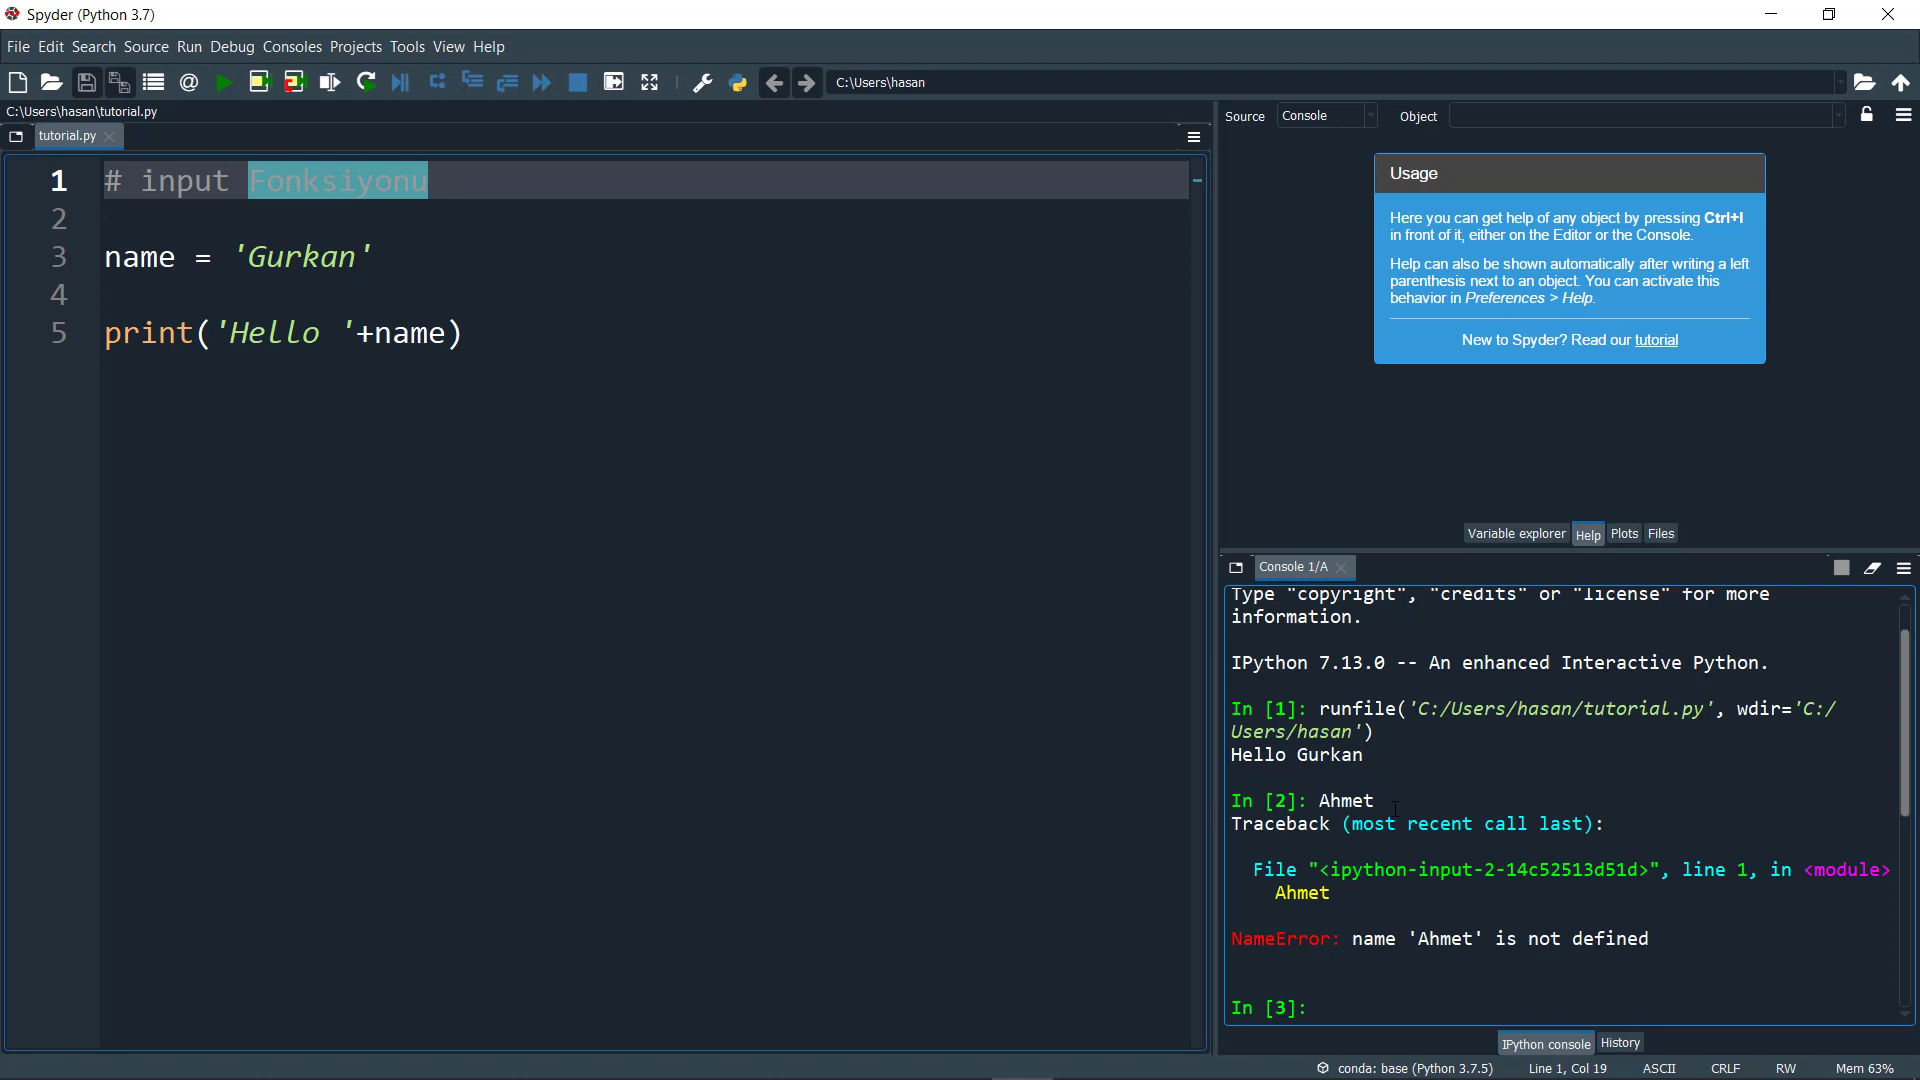 Spyder (Python 3.7)
File Edit Search Source Run Debug Consoles Projects Tools View Help
C:\Users\hasan
C:\Users\hasan\tutorial.py
tutorial.py
1 # input Fonksiyonu
2
3 name = 'Gurkan'
4
5 print('Hello '+name)
Source Console Object
Usage
Here you can get help of any object by pressing Ctrl+I
in front of it, either on the Editor or the Console.
Help can also be shown automatically after writing a left
parenthesis next to an object. You can activate this
behavior in Preferences > Help.
New to Spyder? Read our tutorial
Variable explorer Help Plots Files
Console 1/A
Type "copyright", "credits" or "license" for more
information.
IPython 7.13.0 -- An enhanced Interactive Python.
In [1]: runfile('C:/Users/hasan/tutorial.py', wdir='C:/
Users/hasan')
Hello Gurkan
In [2]: Ahmet
Traceback (most recent call last):
File "<ipython-input-2-14c52513d51d>", line 1, in <module>
Ahmet
NameError: name 'Ahmet' is not defined
In [3]:
IPython console History
conda: base (Python 3.7.5) Line 1, Col 19 ASCII CRLF RW Mem 63%